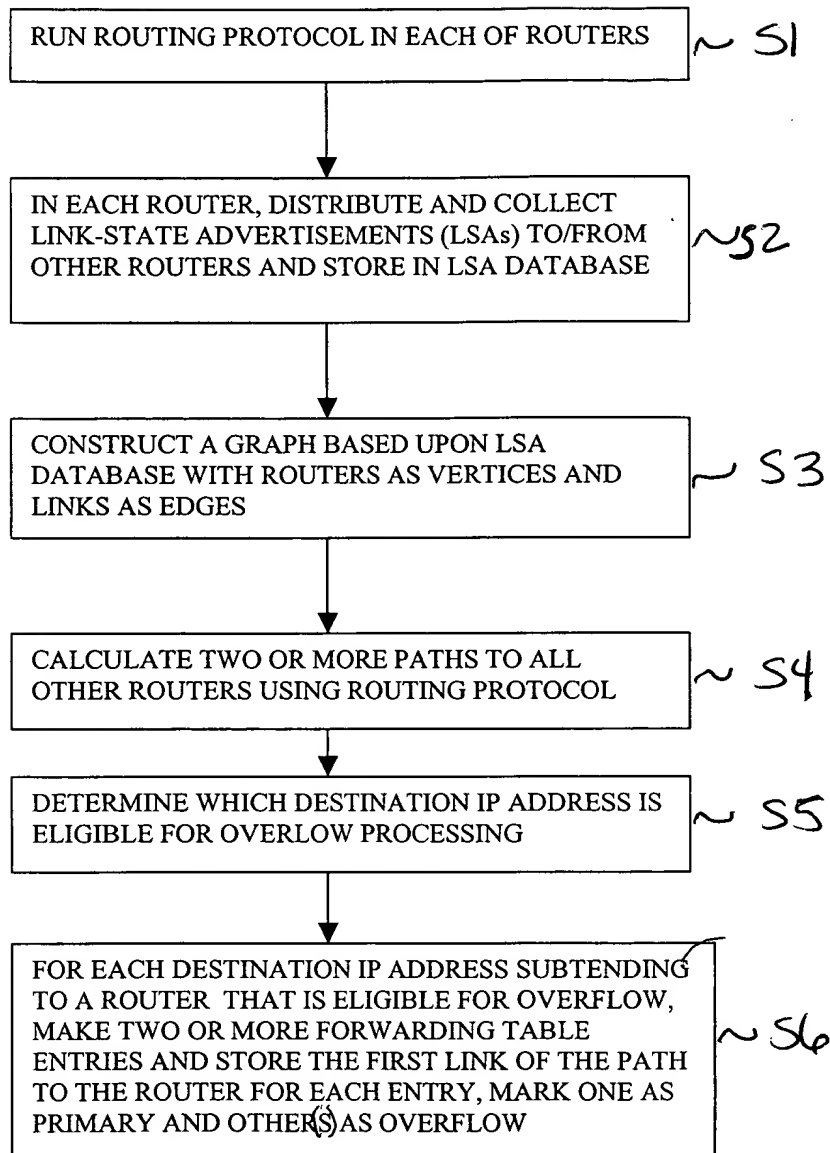 RUN ROUTING PROTOCOL IN EACH OF ROUTERS
~ S1
IN EACH ROUTER, DISTRIBUTE AND COLLECT
LINK-STATE ADVERTISEMENTS (LSAs) TO/FROM
OTHER ROUTERS AND STORE IN LSA DATABASE
~S2
CONSTRUCT A GRAPH BASED UPON LSA
DATABASE WITH ROUTERS AS VERTICES AND
LINKS AS EDGES
~ S3
CALCULATE TWO OR MORE PATHS TO ALL
OTHER ROUTERS USING ROUTING PROTOCOL
~ S4
DETERMINE WHICH DESTINATION IP ADDRESS IS
ELIGIBLE FOR OVERLOW PROCESSING
~ S5
FOR EACH DESTINATION IP ADDRESS SUBTENDING
TO A ROUTER THAT IS ELIGIBLE FOR OVERFLOW,
MAKE TWO OR MORE FORWARDING TABLE
ENTRIES AND STORE THE FIRST LINK OF THE PATH
TO THE ROUTER FOR EACH ENTRY, MARK ONE AS
PRIMARY AND OTHER(S) AS OVERFLOW
~ S6